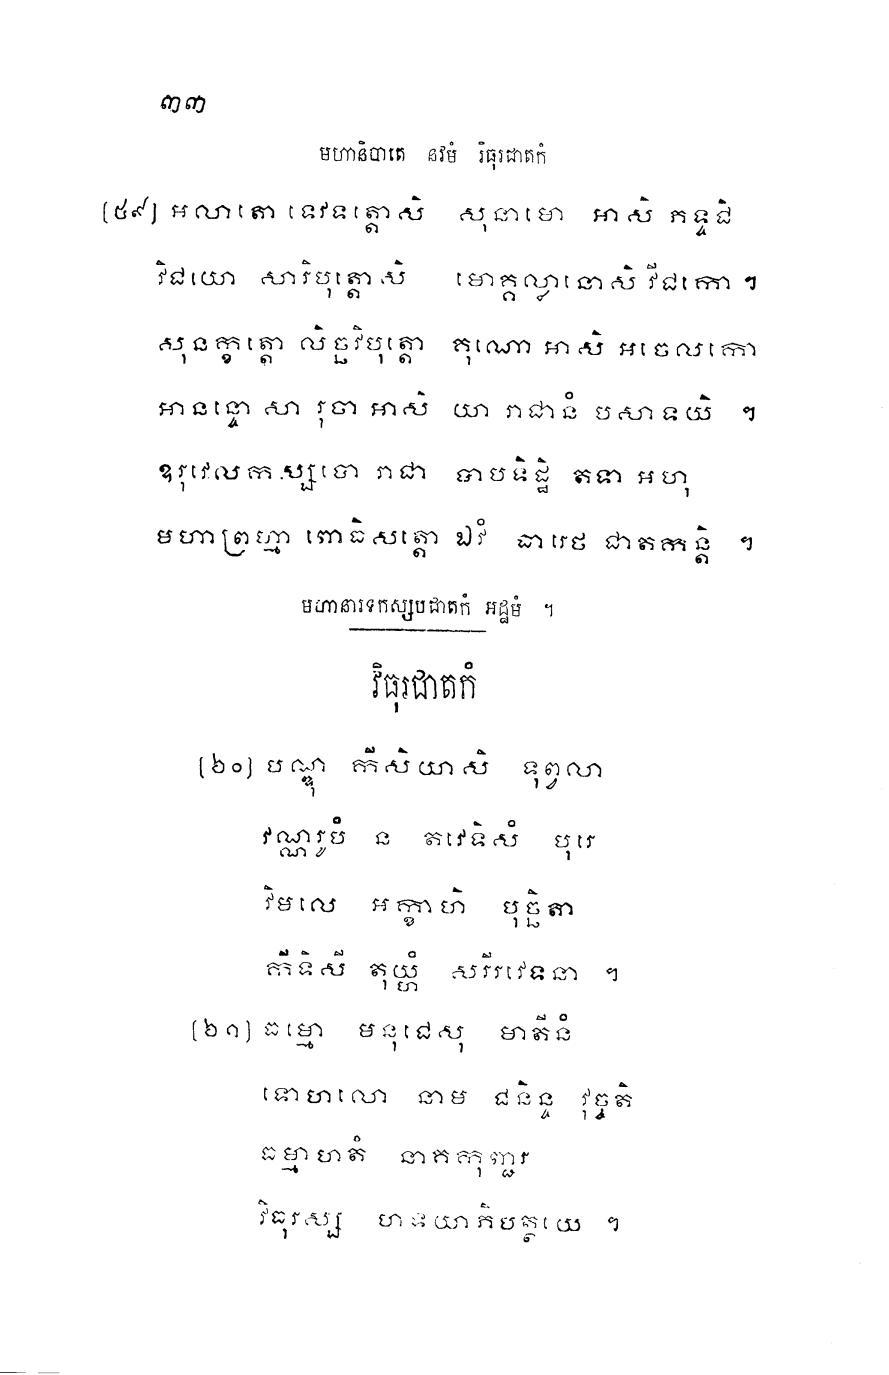 ៣៣
មហានិបាតេ នវមំ វិធុរជាតកំ
(៥៩) អលាតោ ទេវទត្តោសិ សុនាមោ អាសិ ភទ្ទជិ
វិជយោ សារិបុត្តោសិ មោគ្គល្លានោសិ វីជកោ ៗ
សុនក្ខត្តោ លិច្ឆវិបុត្តោ គុណោ អាសិ អចេលកោ
អានន្ទោ សា រុចា អាសិ យា រាជានំ បសាទយិ ៗ
ឧរុវេលកស្សបោ រាជា បាបទិដ្ឋិ តទា អហុ
មហាព្រហ្មា ពោធិសត្តោ ឯវំ ធារេថ ជាតកន្តិ ៗ
មហានារទកស្សបជាតកំ អដ្ឋមំ ។
វិធុរជាតកំ
(៦០) បណ្ឌុ កីសិយាសិ ទុព្វលា
វណ្ណរូបំ ន តវេទិសំ បុរេ
វិមលេ អក្ខាហិ បុច្ឆិតា
កីទិសី តុយ្ហំ សរីរវេទនា ៗ
(៦១) ធម្មោ មនុជេសុ មាតីនំ
ទោហលោ នាម ជនិន្ទ វុច្ចតិ
ធម្មាហតំ នាគកុញ្ជរ
វិធុរស្ស ហទយាភិបត្ថយេ ៗ